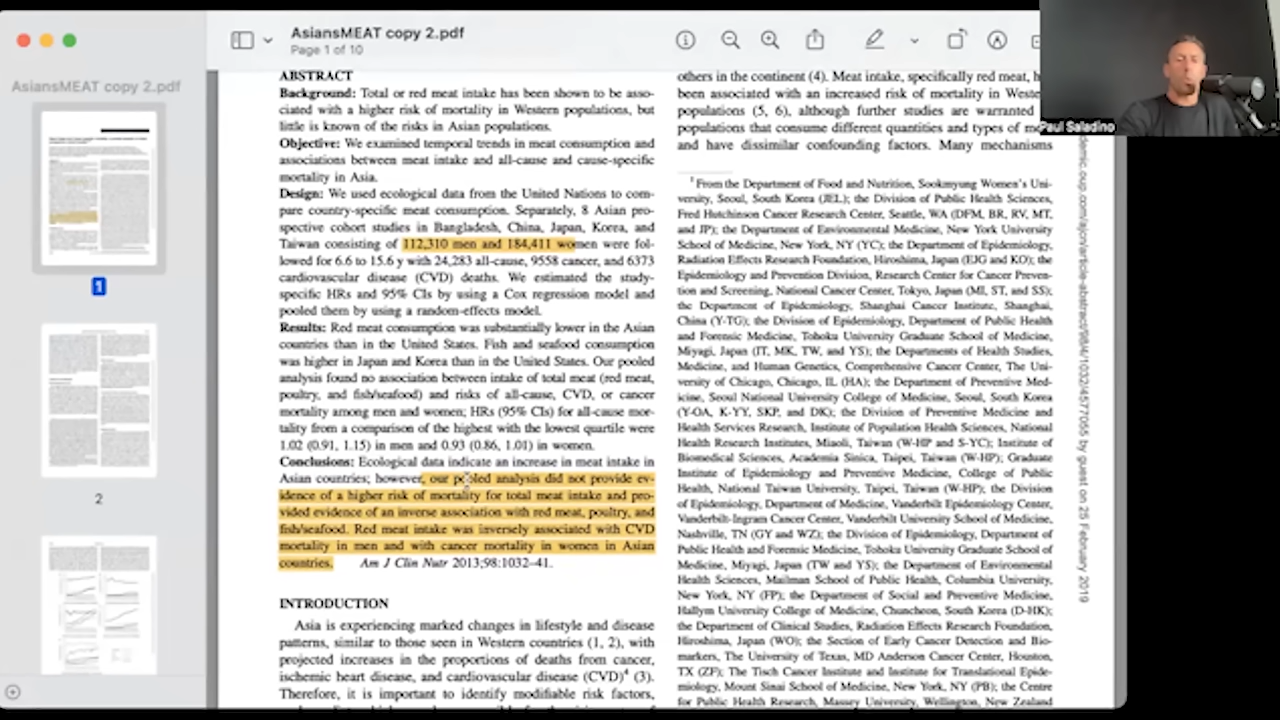 AsiansMEAT copy 2.pdf
Page 1 of 10
AsiansMEAT copy 2.pdf
1
2
Paul Saladino
ABSTRACT
Background: Total or red meat intake has been shown to be asso-
ciated with a higher risk of mortality in Western populations, but
little is known of the risks in Asian populations.
Objective: We examined temporal trends in meat consumption and
associations between meat intake and all-cause and cause-specific
mortality in Asia.
Design: We used ecological data from the United Nations to com-
pare country-specific meat consumption. Separately, 8 Asian pro-
spective cohort studies in Bangladesh, China, Japan, Korea, and
Taiwan consisting of 112,310 men and 184,411 women were fol-
lowed for 6.6 to 15.6 y with 24,283 all-cause, 9558 cancer, and 6373
cardiovascular disease (CVD) deaths. We estimated the study-
specific HRs and 95% CIs by using a Cox regression model and
pooled them by using a random-effects model.
Results: Red meat consumption was substantially lower in the Asian
countries than in the United States. Fish and seafood consumption
was higher in Japan and Korea than in the United States. Our pooled
analysis found no association between intake of total meat (red meat,
poultry, and fish/seafood) and risks of all-cause, CVD, or cancer
mortality among men and women; HRs (95% CIs) for all-cause mor-
tality from a comparison of the highest with the lowest quartile were
1.02 (0.91, 1.15) in men and 0.93 (0.86, 1.01) in women.
Conclusions: Ecological data indicate an increase in meat intake in
Asian countries; however, our pooled analysis did not provide ev-
idence of a higher risk of mortality for total meat intake and pro-
vided evidence of an inverse association with red meat, poultry, and
fish/seafood. Red meat intake was inversely associated with CVD
mortality in men and with cancer mortality in women in Asian
countries. Am J Clin Nutr 2013;98:1032–41.
INTRODUCTION
Asia is experiencing marked changes in lifestyle and disease
patterns, similar to those seen in Western countries (1, 2), with
projected increases in the proportions of deaths from cancer,
ischemic heart disease, and cardiovascular disease (CVD)4 (3).
Therefore, it is important to identify modifiable risk factors,
others in the continent (4). Meat intake, specifically red meat,
been associated with an increased risk of mortality in
populations (5, 6), although further studies are warranted
populations that consume different quantities and types of
and have dissimilar confounding factors. Many mechanisms
1 From the Department of Food and Nutrition, Sookmyung Women's Uni-
versity, Seoul, South Korea (JEL); the Division of Public Health Sciences,
Fred Hutchinson Cancer Research Center, Seattle, WA (DFM, BR, RV, MT,
and JP); the Department of Environmental Medicine, New York University
School of Medicine, New York, NY (YC); the Department of Epidemiology,
Radiation Effects Research Foundation, Hiroshima, Japan (EJG and KO); the
Epidemiology and Prevention Division, Research Center for Cancer Preven-
tion and Screening, National Cancer Center, Tokyo, Japan (MI, ST, and SS);
the Department of Epidemiology, Shanghai Cancer Institute, Shanghai,
China (Y-TG); the Division of Epidemiology, Department of Public Health
and Forensic Medicine, Tohoku University Graduate School of Medicine,
Miyagi, Japan (IT, MK, TW, and YS); the Departments of Health Studies,
Medicine, and Human Genetics, Comprehensive Cancer Center, The Uni-
versity of Chicago, Chicago, IL (HA); the Department of Preventive Med-
icine, Seoul National University College of Medicine, Seoul, South Korea
(Y-OA, K-YY, SKP, and DK); the Division of Preventive Medicine and
Health Services Research, Institute of Population Health Sciences, National
Health Research Institutes, Miaoli, Taiwan (W-HP and S-YC); Institute of
Biomedical Sciences, Academia Sinica, Taipei, Taiwan (W-HP); Graduate
Institute of Epidemiology and Preventive Medicine, College of Public
Health, National Taiwan University, Taipei, Taiwan (W-HP); the Division
of Epidemiology, Department of Medicine, Vanderbilt Epidemiology Center,
Vanderbilt-Ingram Cancer Center, Vanderbilt University School of Medicine,
Nashville, TN (GY and WZ); the Division of Epidemiology, Department of
Public Health and Forensic Medicine, Tohoku University Graduate School of
Medicine, Miyagi, Japan (TW and YS); the Department of Environmental
Health Sciences, Mailman School of Public Health, Columbia University,
New York, NY (FP); the Department of Social and Preventive Medicine,
Hallym University College of Medicine, Chuncheon, South Korea (D-HK);
the Department of Clinical Studies, Radiation Effects Research Foundation,
Hiroshima, Japan (WO); the Section of Early Cancer Detection and Bio-
markers, The University of Texas, MD Anderson Cancer Center, Houston,
TX (ZF); The Tisch Cancer Institute and Institute for Translational Epide-
miology, Mount Sinai School of Medicine, New York, NY (PB); the Centre
for Public Health Research, Massey University, Wellington, New Zealand
demic.oup.com/ajcn/article-abstract/98/4/1032/4577055 by guest on 25 February 2019